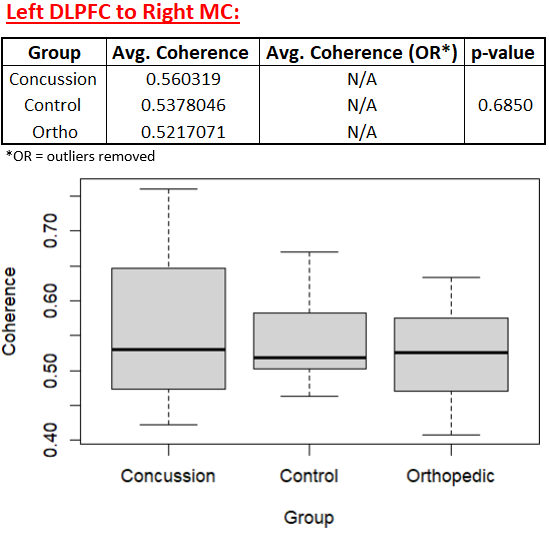 Left DLPFC to Right MC:
Group Avg. Coherence Avg. Coherence (OR*) p-value
Concussion 0.560319 N/A
Control 0.5378046 N/A 0.6850
Ortho 0.5217071 N/A
*OR = outliers removed
0.70
0.60
0.50
0.40
Coherence
Concussion Control Orthopedic
Group